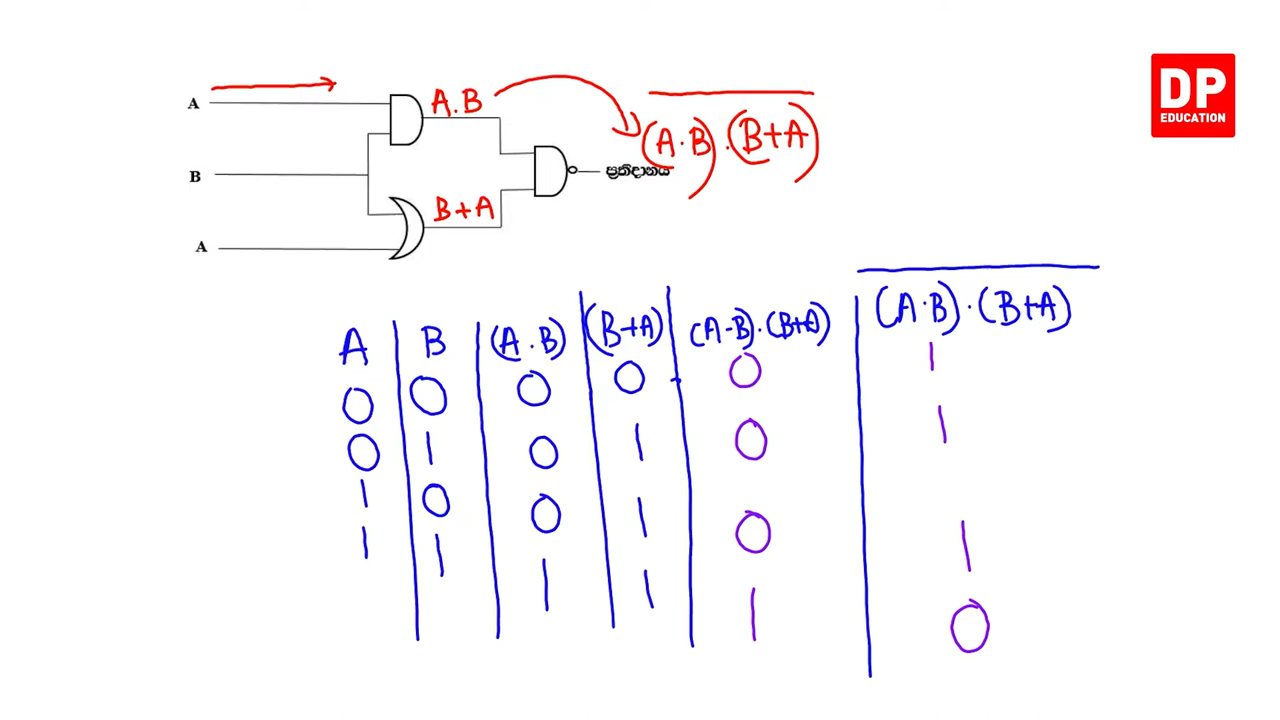 DP
EDUCATION
A
A.B
(A·B).(B+A)
B
ප්‍රතිදානය
B+A
A
A B (A·B) (B+A) (A-B)·(B+A) (A·B)·(B+A)
0 0 0 0 0 1
0 1 0 1 0 1
1 0 0 1 0 1
1 1 1 1 1 0